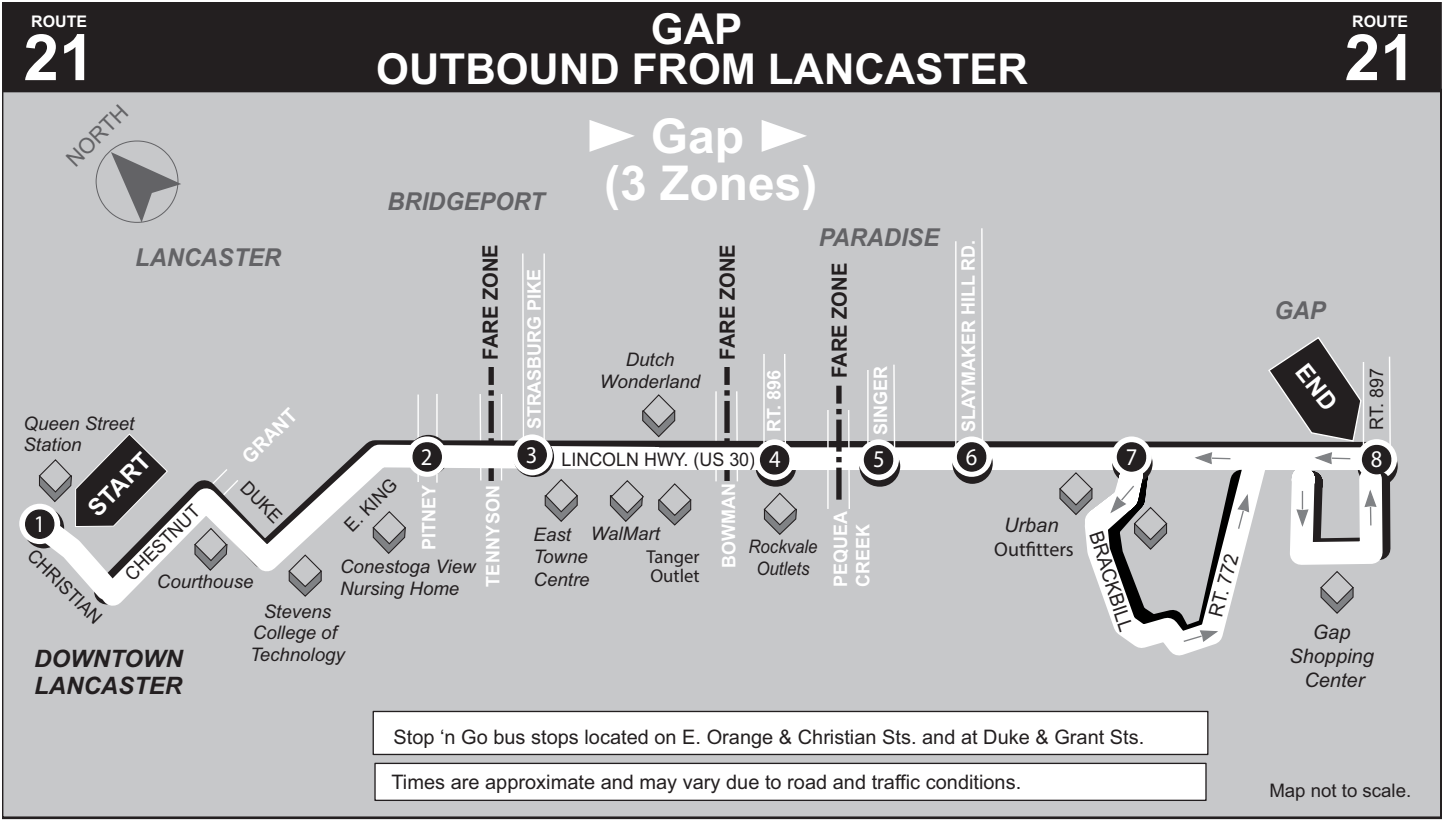 ROUTE
21
GAP
OUTBOUND FROM LANCASTER
ROUTE
21
NORTH
Gap
(3 Zones)
BRIDGEPORT
LANCASTER
PARADISE
GAP
FARE ZONE
STRASBURG PIKE
FARE ZONE
RT. 896
FARE ZONE
SINGER
SLAYMAKER HILL RD.
END
RT. 897
Queen Street
Station
START
GRANT
Dutch
Wonderland
1
2
3
LINCOLN HWY. (US 30)
4
5
6
7
8
CHRISTIAN
CHESTNUT
DUKE
E. KING
PITNEY
TENNYSON
BOWMAN
PEQUEA
CREEK
BRACKBILL
RT. 772
Courthouse
Stevens
College of
Technology
Conestoga View
Nursing Home
East
Towne
Centre
WalMart
Tanger
Outlet
Rockvale
Outlets
Urban
Outfitters
Gap
Shopping
Center
DOWNTOWN
LANCASTER
Stop ‘n Go bus stops located on E. Orange & Christian Sts. and at Duke & Grant Sts.
Times are approximate and may vary due to road and traffic conditions.
Map not to scale.